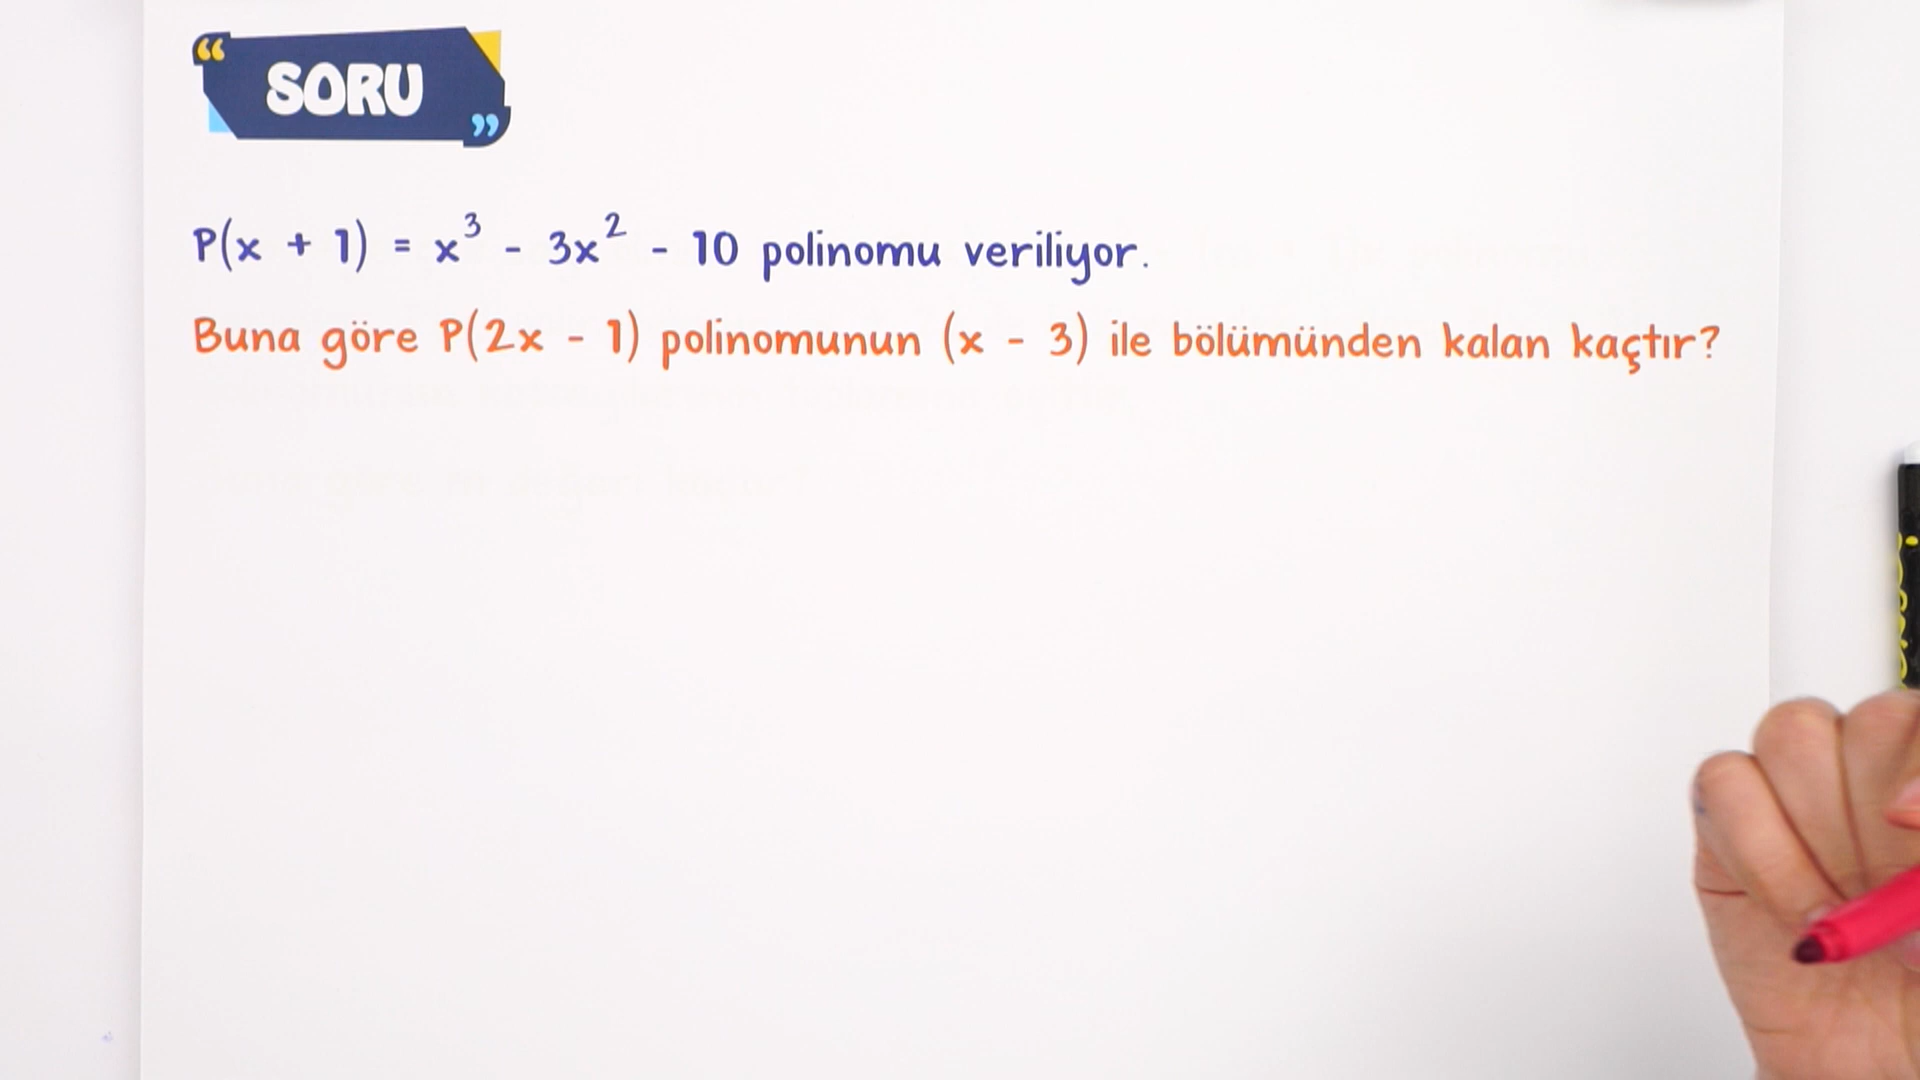 SORU
P(x + 1) = x³ - 3x² - 10 polinomu veriliyor.
Buna göre P(2x - 1) polinomunun (x - 3) ile bölümünden kalan kaçtır?